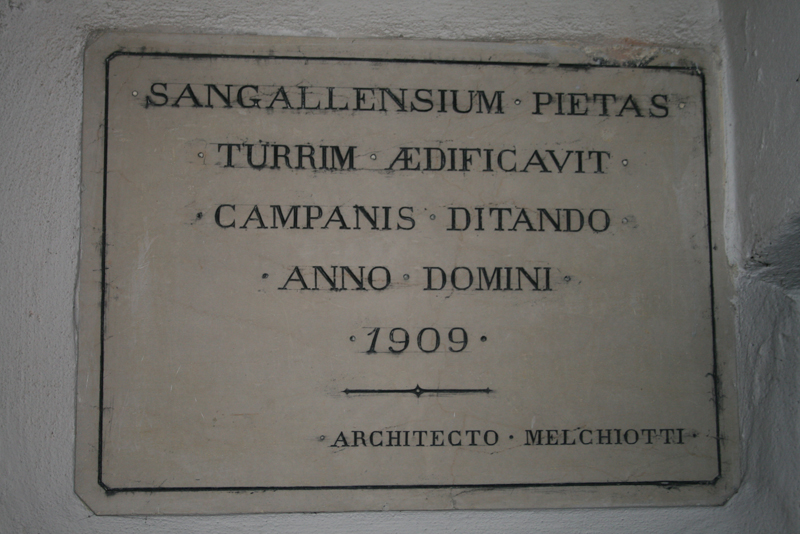 · SANGALLENSIUM · PIETAS ·
· TURRIM · ÆDIFICAVIT ·
· CAMPANIS · DITANDO ·
· ANNO · DOMINI ·
· 1909 ·
· ARCHITECTO · MELCHIOTTI ·